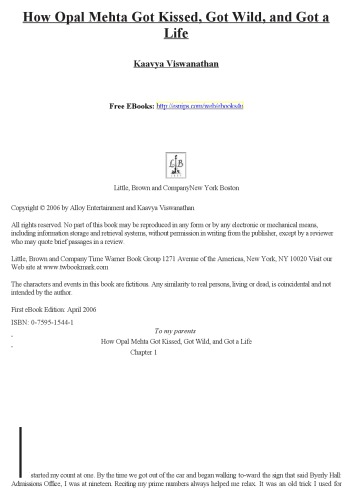 How Opal Mehta Got Kissed, Got Wild, and Got a
Life
Kaavya Viswanathan
Free EBooks: http://esnips.com/web/ebooks4u
L B
Little, Brown and CompanyNew York Boston
Copyright © 2006 by Alloy Entertainment and Kaavya Viswanathan
All rights reserved. No part of this book may be reproduced in any form or by any electronic or mechanical means,
including information storage and retrieval systems, without permission in writing from the publisher, except by a reviewer
who may quote brief passages in a review
Little, Brown and Company Time Warner Book Group 1271 Avenue of the Americas, New York, NY 10020 Visit our
Web site at www.twbookmark.com
The characters and events in this book are fictitious. Any similarity to real persons, living or dead, is coincidental and not
intended by the author.
First eBook Edition: April 2006
ISBN: 0-7595-1544-1
To my parents
How Opal Mehta Got Kissed, Got Wild, and Got a Life
Chapter 1
I started my count at one. By the time we got out of the car and began walking to-ward the sign that said Byerly Hall:
Admissions Office, I was at nineteen. Reciting my prime numbers always helped me relax. It was an old trick I used for